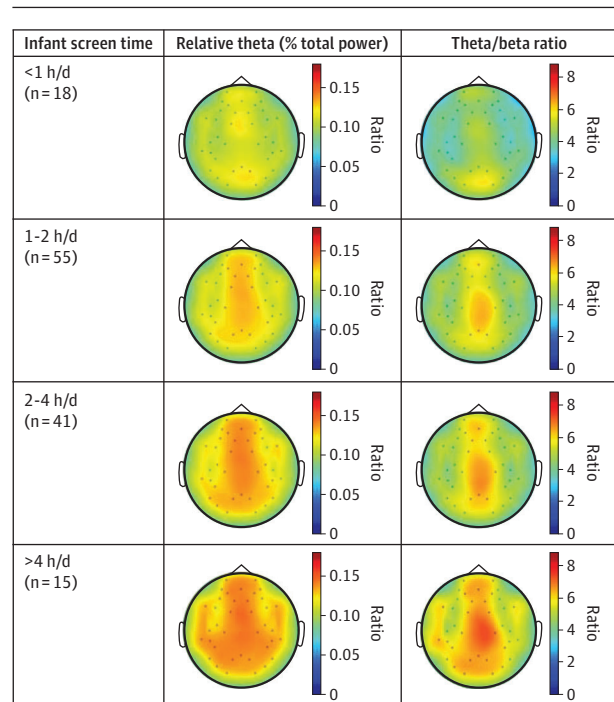 Infant screen time Relative theta (% total power) Theta/beta ratio
<1 h/d
(n=18)
0.15
0.10
0.05
0
Ratio
8
6
4
2
0
Ratio
1-2 h/d
(n=55)
0.15
0.10
0.05
0
Ratio
8
6
4
2
0
Ratio
2-4 h/d
(n=41)
0.15
0.10
0.05
0
Ratio
8
6
4
2
0
Ratio
>4 h/d
(n=15)
0.15
0.10
0.05
0
Ratio
8
6
4
2
0
Ratio